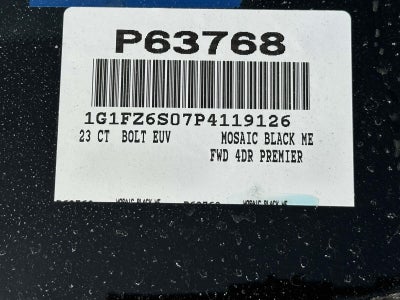 P63768
1G1FZ6S07P4119126
23 CT BOLT EUV MOSAIC BLACK ME
FWD 4DR PREMIER